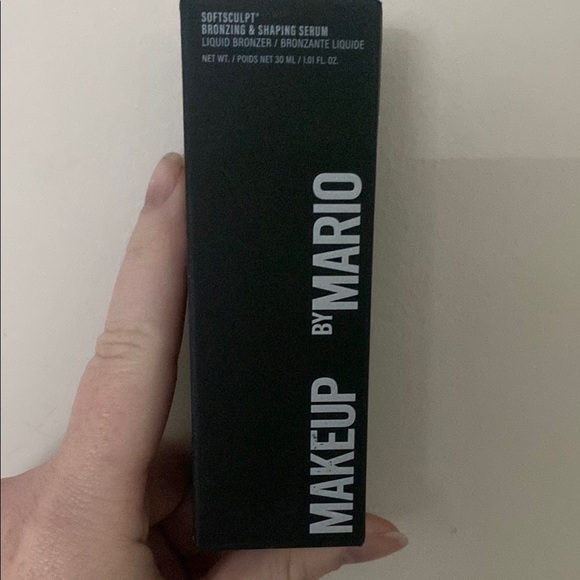 SOFTSCULPT®
BRONZING & SHAPING SERUM
LIQUID BRONZER / BRONZANTE LIQUIDE
NET WT. / POIDS NET 30 ML / 1.01 FL. OZ.
MAKEUP BY MARIO